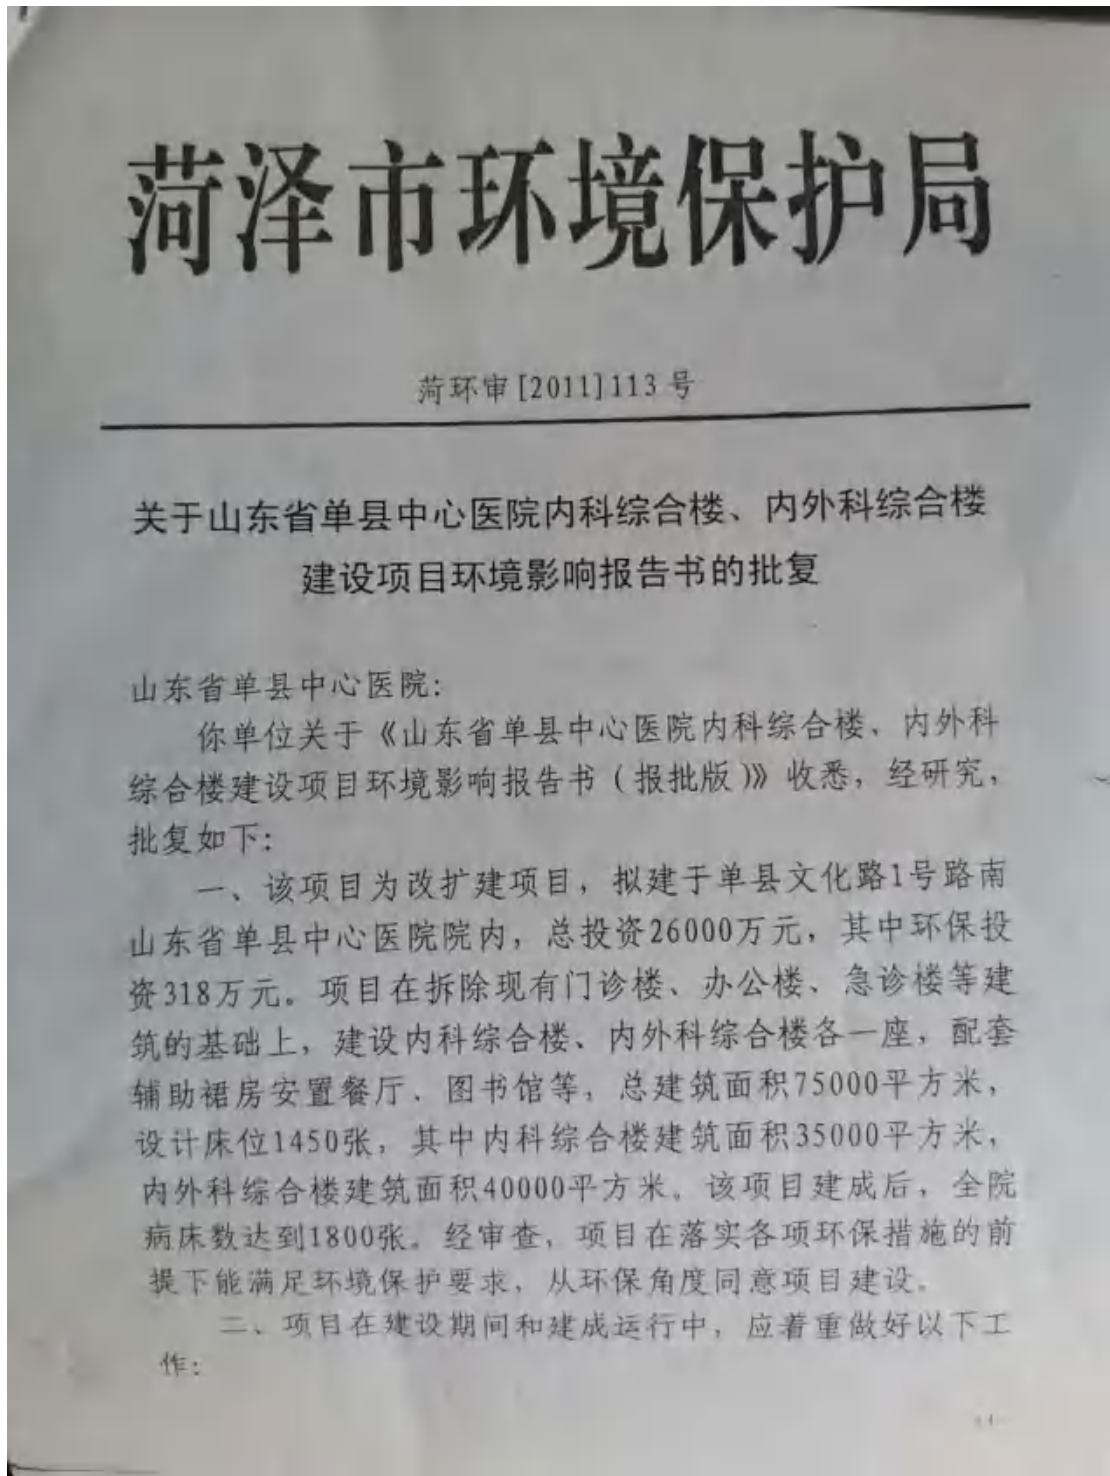 菏泽市环境保护局
菏环审[2011]113号
关于山东省单县中心医院内科综合楼、内外科综合楼
建设项目环境影响报告书的批复
山东省单县中心医院:
你单位关于《山东省单县中心医院内科综合楼、内外科
综合楼建设项目环境影响报告书(报批版)》收悉,经研究,
批复如下:
一、该项目为改扩建项目,拟建于单县文化路1号路南
山东省单县中心医院院内,总投资26000万元,其中环保投
资318万元。项目在拆除现有门诊楼、办公楼、急诊楼等建
筑的基础上,建设内科综合楼、内外科综合楼各一座,配套
辅助裙房安置餐厅、图书馆等,总建筑面积75000平方米,
设计床位1450张,其中内科综合楼建筑面积35000平方米,
内外科综合楼建筑面积40000平方米。该项目建成后,全院
病床数达到1800张。经审查,项目在落实各项环保措施的前
提下能满足环境保护要求,从环保角度同意项目建设。
二、项目在建设期间和建成运行中,应着重做好以下工
作: